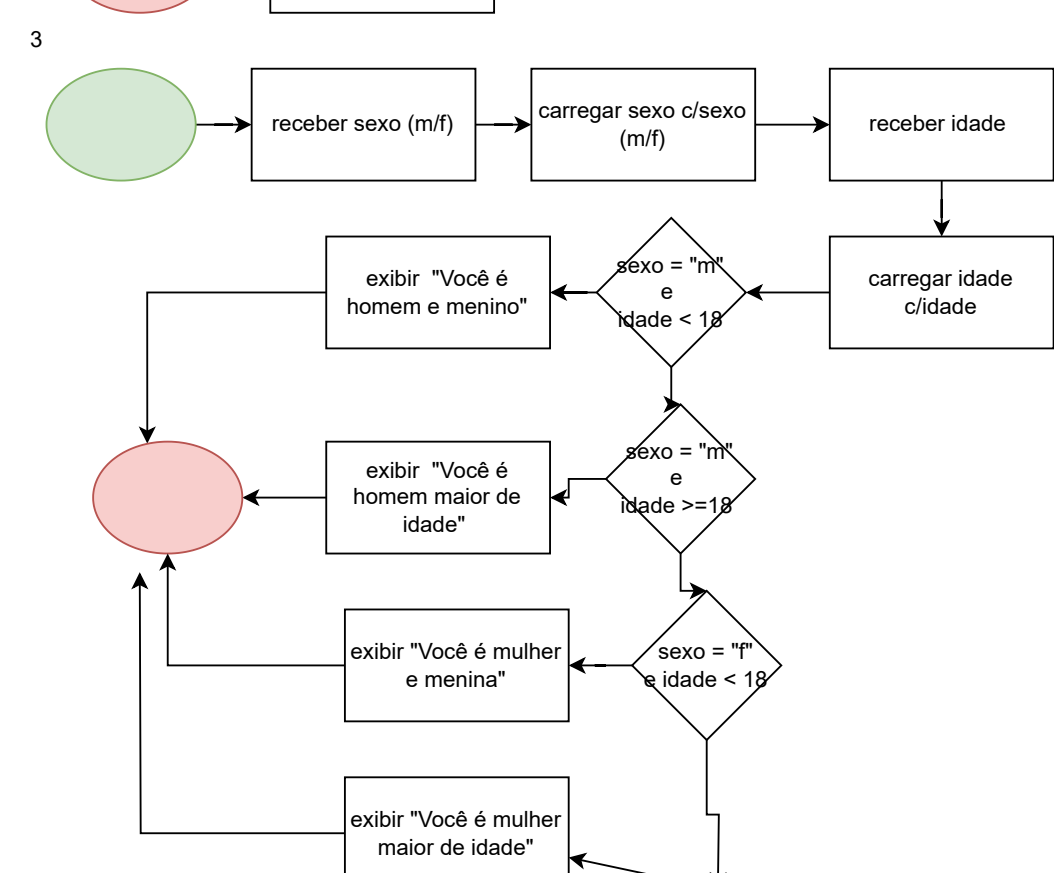 3
receber sexo (m/f)
carregar sexo c/sexo
(m/f)
receber idade
exibir  "Você é
homem e menino"
sexo = "m"
e
idade < 18
carregar idade
c/idade
exibir  "Você é
homem maior de
idade"
sexo = "m"
e
idade >=18
exibir "Você é mulher
e menina"
sexo = "f"
e idade < 18
exibir "Você é mulher
maior de idade"